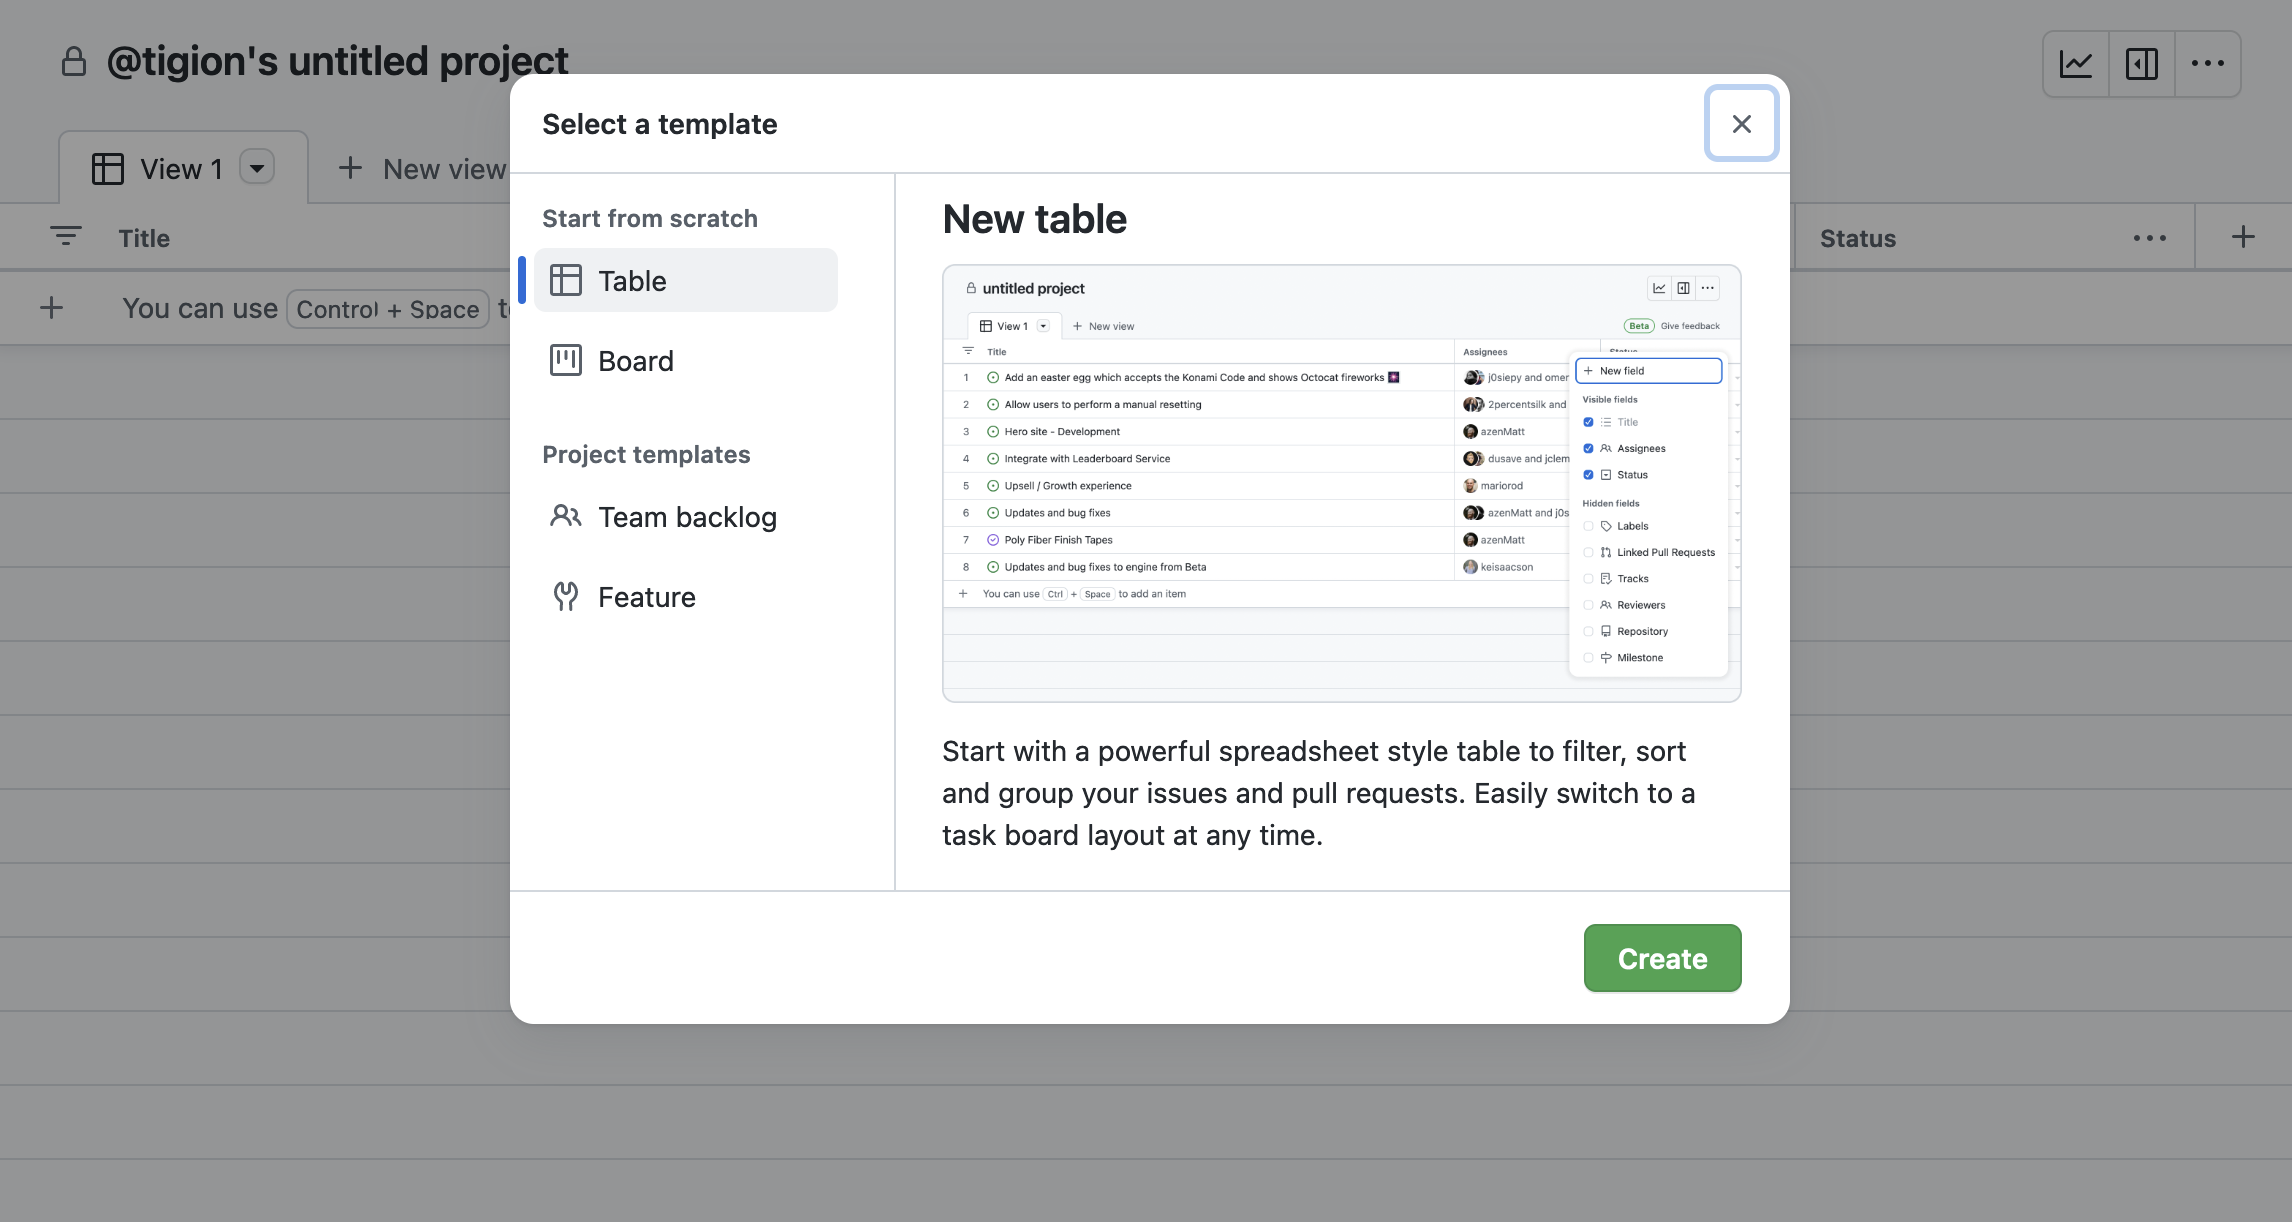 @tigion's untitled project
View 1
New view
Title
Status
You can use Control + Space
Select a template
Start from scratch
Table
Board
Project templates
Team backlog
Feature
New table
untitled project
View 1
New view
Beta Give feedback
Title
Assignees
1 Add an easter egg which accepts the Konami Code and shows Octocat fireworks
j0siepy and omer
2 Allow users to perform a manual resetting
2percentsilk and
3 Hero site - Development
azenMatt
4 Integrate with Leaderboard Service
dusave and jclem
5 Upsell / Growth experience
mariorod
6 Updates and bug fixes
azenMatt and j0s
7 Poly Fiber Finish Tapes
azenMatt
8 Updates and bug fixes to engine from Beta
keisaacson
You can use Ctrl + Space to add an item
New field
Visible fields
Title
Assignees
Status
Hidden fields
Labels
Linked Pull Requests
Tracks
Reviewers
Repository
Milestone
Start with a powerful spreadsheet style table to filter, sort
and group your issues and pull requests. Easily switch to a
task board layout at any time.
Create